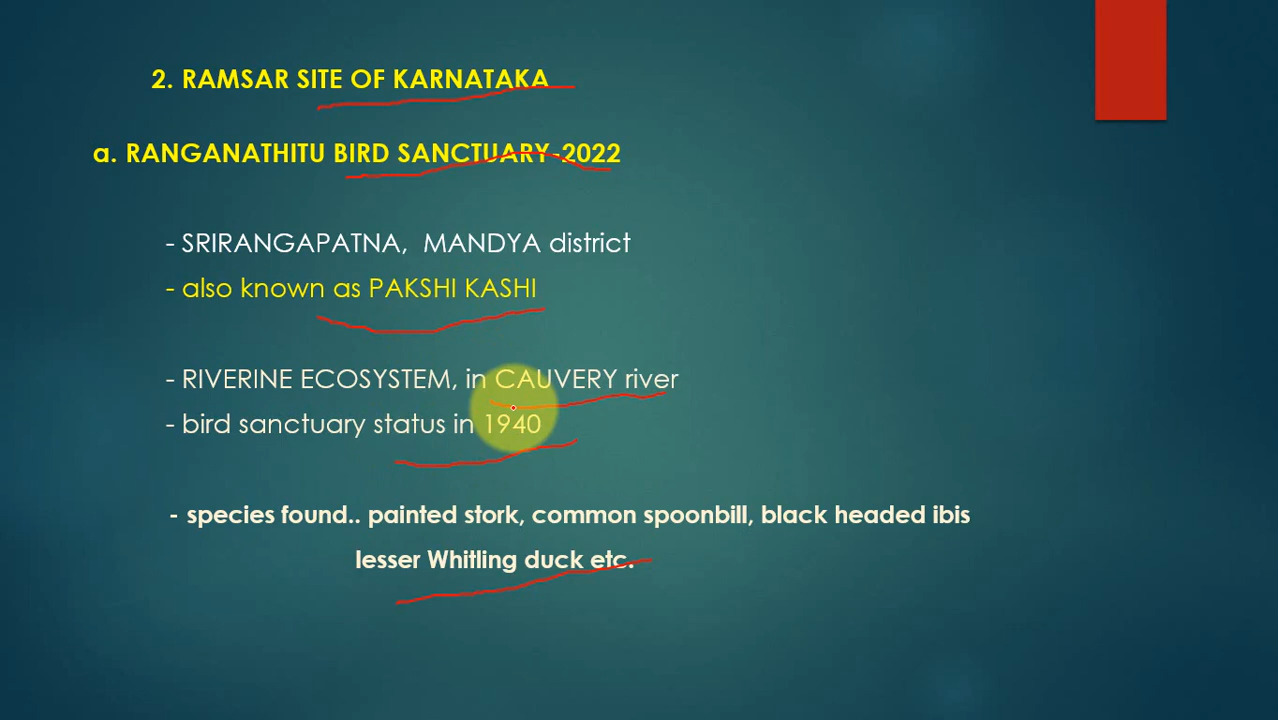 2. RAMSAR SITE OF KARNATAKA
a. RANGANATHITU BIRD SANCTUARY-2022
- SRIRANGAPATNA, MANDYA district
- also known as PAKSHI KASHI
- RIVERINE ECOSYSTEM, in CAUVERY river
- bird sanctuary status in 1940
- species found.. painted stork, common spoonbill, black headed ibis
lesser Whitling duck etc.